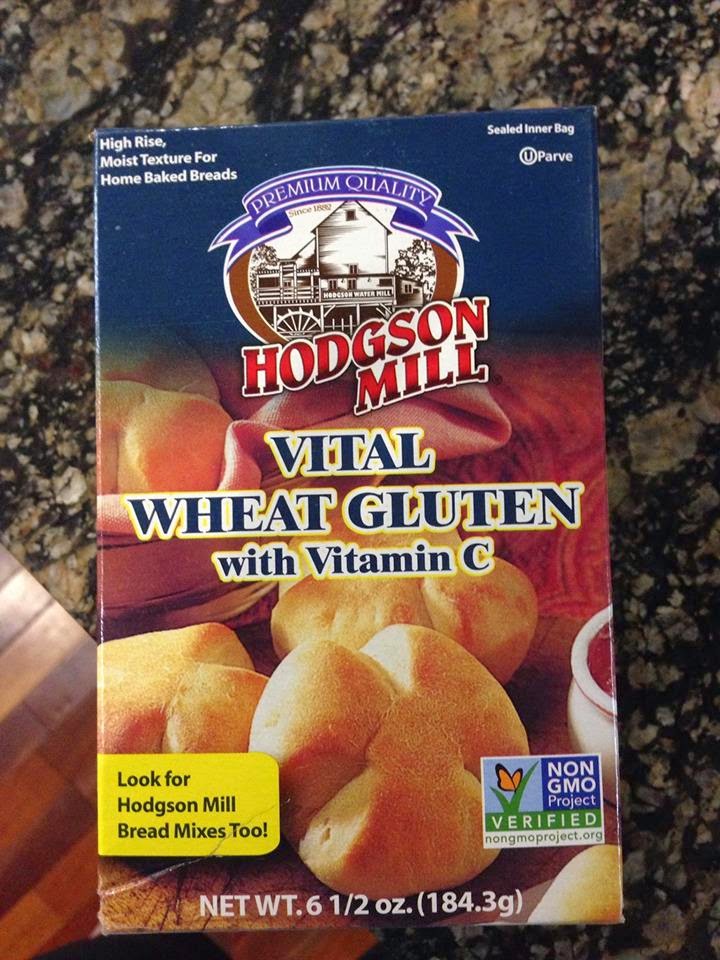 High Rise,
Moist Texture For
Home Baked Breads
Sealed Inner Bag
U Parve
PREMIUM QUALITY
Since 1882
HODGSON WATER MILL
HODGSON
MILL
VITAL
WHEAT GLUTEN
with Vitamin C
Look for
Hodgson Mill
Bread Mixes Too!
NON
GMO
Project
VERIFIED
nongmoproject.org
NET WT. 6 1/2 oz. (184.3g)